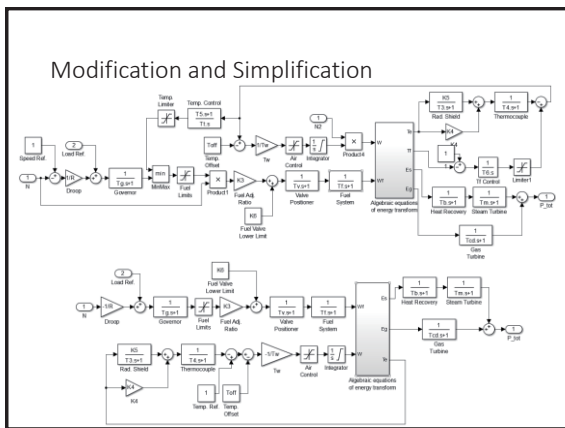 Modification and Simplification
Temp. Limiter
Temp. Control
T5.s+1
T1.s
1
Speed Ref.
2
Load Ref.
1
N
1/R
Droop
1
Tg.s+1
Governor
min
MinMax
Fuel Limits
Toff
Temp. Offset
-1/Tw
Tw
Air Control
Integrator
1
N2
Product4
Product1
K3
Fuel Adj. Ratio
K6
Fuel Valve Lower Limit
1
Tv.s+1
Valve Positioner
1
Tf.s+1
Fuel System
W
Wf
Te
Tf
Es
Eg
Algebraic equations of energy transform
K5
T3.s+1
Rad. Shield
K4
1
T4.s+1
Thermocouple
1
T6.s
Tf Control
Limiter1
1
Tb.s+1
Heat Recovery
1
Tm.s+1
Steam Turbine
1
Tcd.s+1
Gas Turbine
1
P_tot
2
Load Ref.
1
N
-1/R
Droop
1
Tg.s+1
Governor
Fuel Limits
K6
Fuel Valve Lower Limit
K3
Fuel Adj. Ratio
1
Tv.s+1
Valve Positioner
1
Tf.s+1
Fuel System
Wf
W
Es
Eg
Te
Algebraic equations of energy transform
1
Tb.s+1
Heat Recovery
1
Tm.s+1
Steam Turbine
1
Tcd.s+1
Gas Turbine
1
P_tot
K5
T3.s+1
Rad. Shield
K4
K4
1
T4.s+1
Thermocouple
1
Temp. Ref.
Toff
Temp. Offset
-1/Tw
Tw
Air Control
Integrator